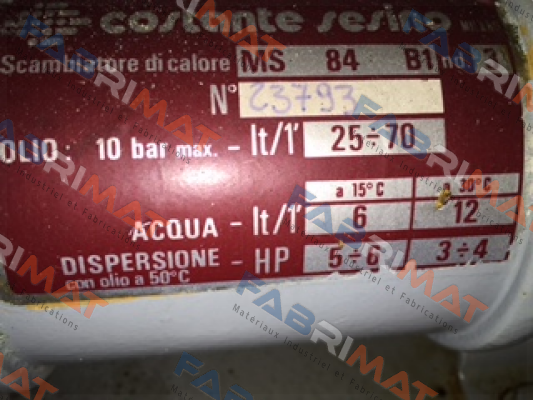 costante sesino
Scambiatore di calore MS 84 B1
N° 23793
OLIO: 10 bar max. - lt/1' 25÷70
a 15°C a 30°C
ACQUA - lt/1' 6 12
DISPERSIONE - HP 5÷6 3÷4
con olio a 50°C
FABRIMAT
Matériaux Industriel et Fabrications